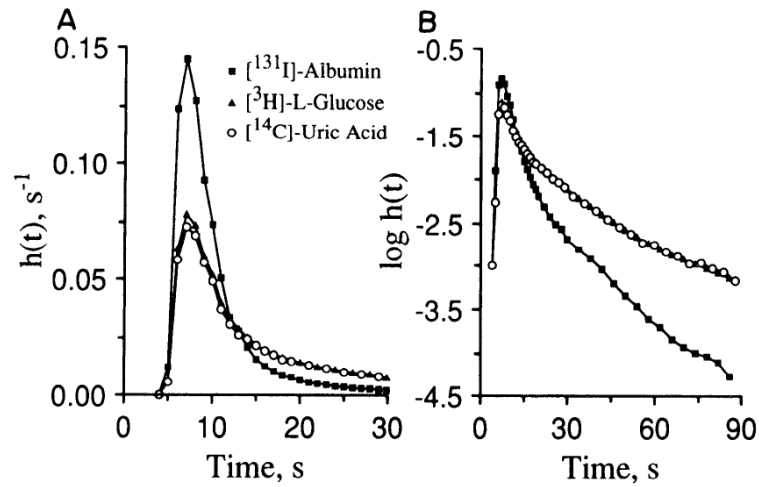 A
h(t), s⁻¹
0.15
0.10
0.05
0.00
[¹³¹I]-Albumin
[³H]-L-Glucose
[¹⁴C]-Uric Acid
0 10 20 30
Time, s
B
log h(t)
-0.5
-1.5
-2.5
-3.5
-4.5
0 30 60 90
Time, s